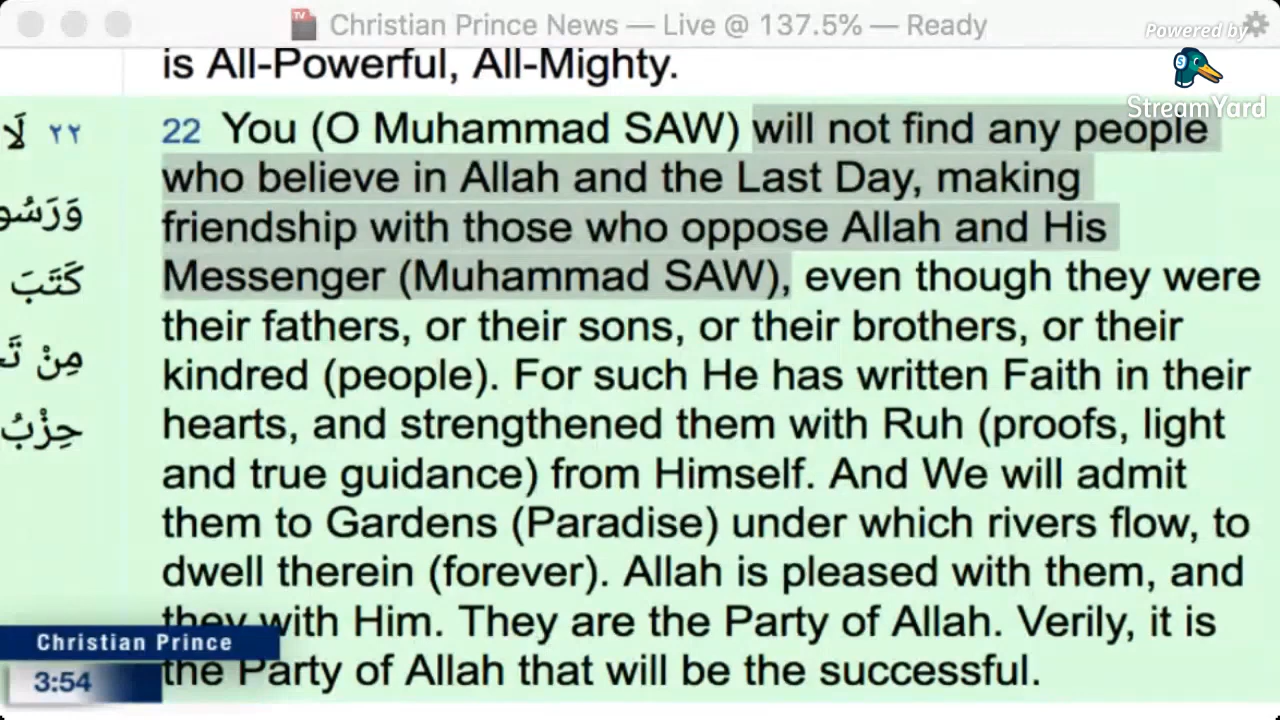 Christian Prince News — Live @ 137.5% — Ready
Powered by
StreamYard
is All-Powerful, All-Mighty.
22 You (O Muhammad SAW) will not find any people
who believe in Allah and the Last Day, making
friendship with those who oppose Allah and His
Messenger (Muhammad SAW), even though they were
their fathers, or their sons, or their brothers, or their
kindred (people). For such He has written Faith in their
hearts, and strengthened them with Ruh (proofs, light
and true guidance) from Himself. And We will admit
them to Gardens (Paradise) under which rivers flow, to
dwell therein (forever). Allah is pleased with them, and
they with Him. They are the Party of Allah. Verily, it is
the Party of Allah that will be the successful.
٢٢ لَا
كَتَبَ
مِنْ
حِزْبُ
Christian Prince
3:54